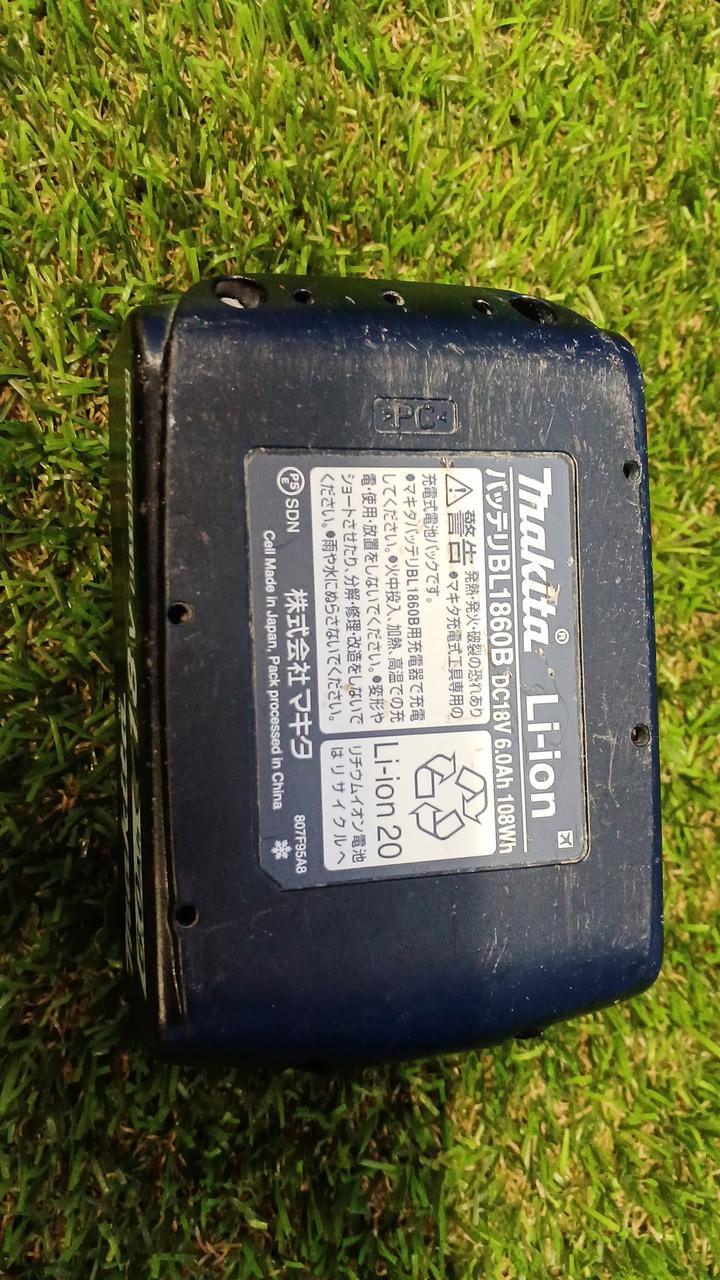 >PC<
makita® Li-ion
バッテリBL1860B DC18V 6.0Ah 108Wh
警告 発熱・発火・破裂の恐れあり
●マキタ充電式工具専用の
充電式電池パックです。
●マキタバッテリBL1860B用充電器で充電
してください。●火中投入、加熱、高温での充
電・使用・放置をしないでください。●変形や
ショートさせたり、分解・修理・改造をしないで
ください。●雨や水にぬらさないでください。
Li-ion 20
リチウムイオン電池
はリサイクルへ
PSE SDN
株式会社マキタ
807F95A8
Cell Made in Japan, Pack processed in China